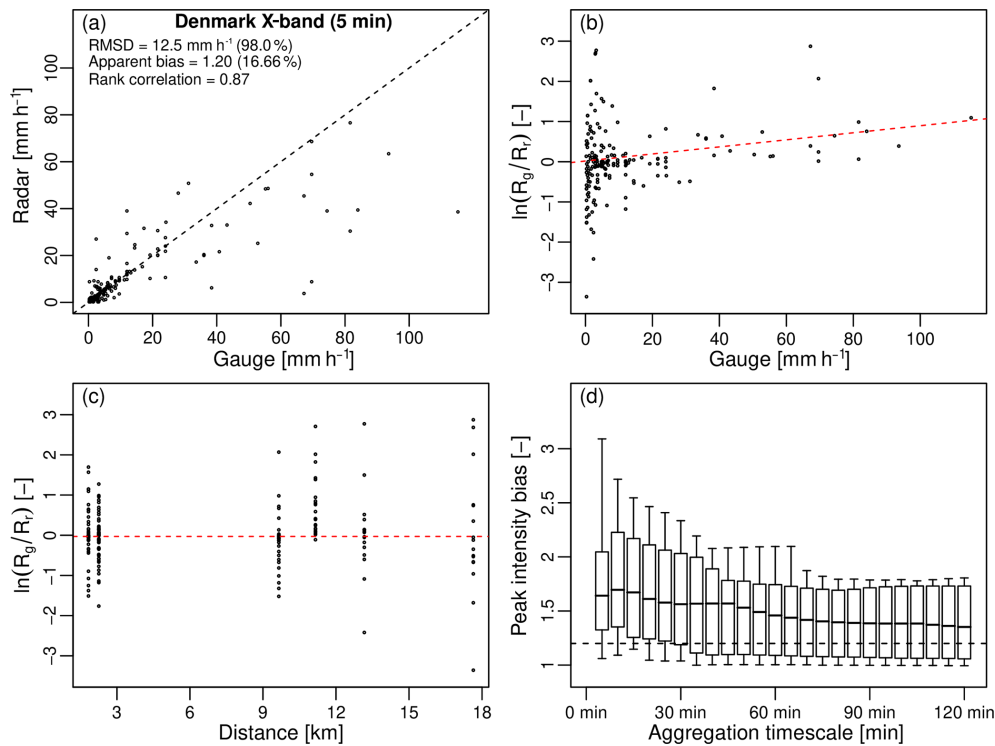 (a) Denmark X-band (5 min)
RMSD = 12.5 mm h⁻¹ (98.0 %)
Apparent bias = 1.20 (16.66 %)
Rank correlation = 0.87
Radar [mm h⁻¹]
100
80
60
40
20
0
0 20 40 60 80 100
Gauge [mm h⁻¹]
(b)
ln(Rg/Rr) [−]
3
2
1
0
−1
−2
−3
0 20 40 60 80 100
Gauge [mm h⁻¹]
(c)
ln(Rg/Rr) [−]
3
2
1
0
−1
−2
−3
3 6 9 12 15 18
Distance [km]
(d)
Peak intensity bias [−]
3
2.5
2
1.5
1
0 min 30 min 60 min 90 min 120 min
Aggregation timescale [min]